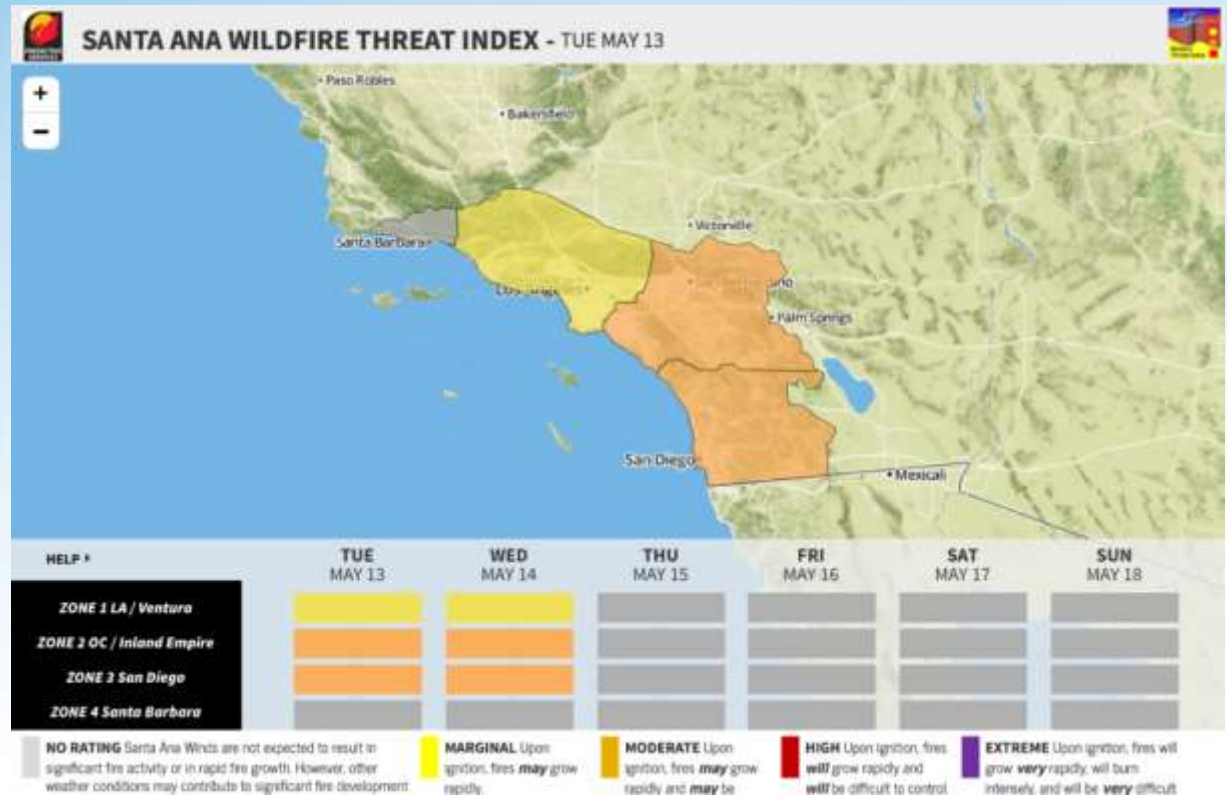 SANTA ANA WILDFIRE THREAT INDEX - TUE MAY 13
+
−
Paso Robles
Bakersfield
Victorville
Santa Barbara
Los Angeles
ino
Palm Springs
San Diego
Mexicali
HELP
TUE
MAY 13
WED
MAY 14
THU
MAY 15
FRI
MAY 16
SAT
MAY 17
SUN
MAY 18
ZONE 1 LA / Ventura
ZONE 2 OC / Inland Empire
ZONE 3 San Diego
ZONE 4 Santa Barbara
NO RATING Santa Ana Winds are not expected to result in
significant fire activity or in rapid fire growth. However, other
weather conditions may contribute to significant fire development
MARGINAL Upon
ignition, fires may grow
rapidly.
MODERATE Upon
ignition, fires may grow
rapidly and may be
HIGH Upon ignition, fires
will grow rapidly and
will be difficult to control.
EXTREME Upon ignition, fires will
grow very rapidly, will burn
intensely, and will be very difficult